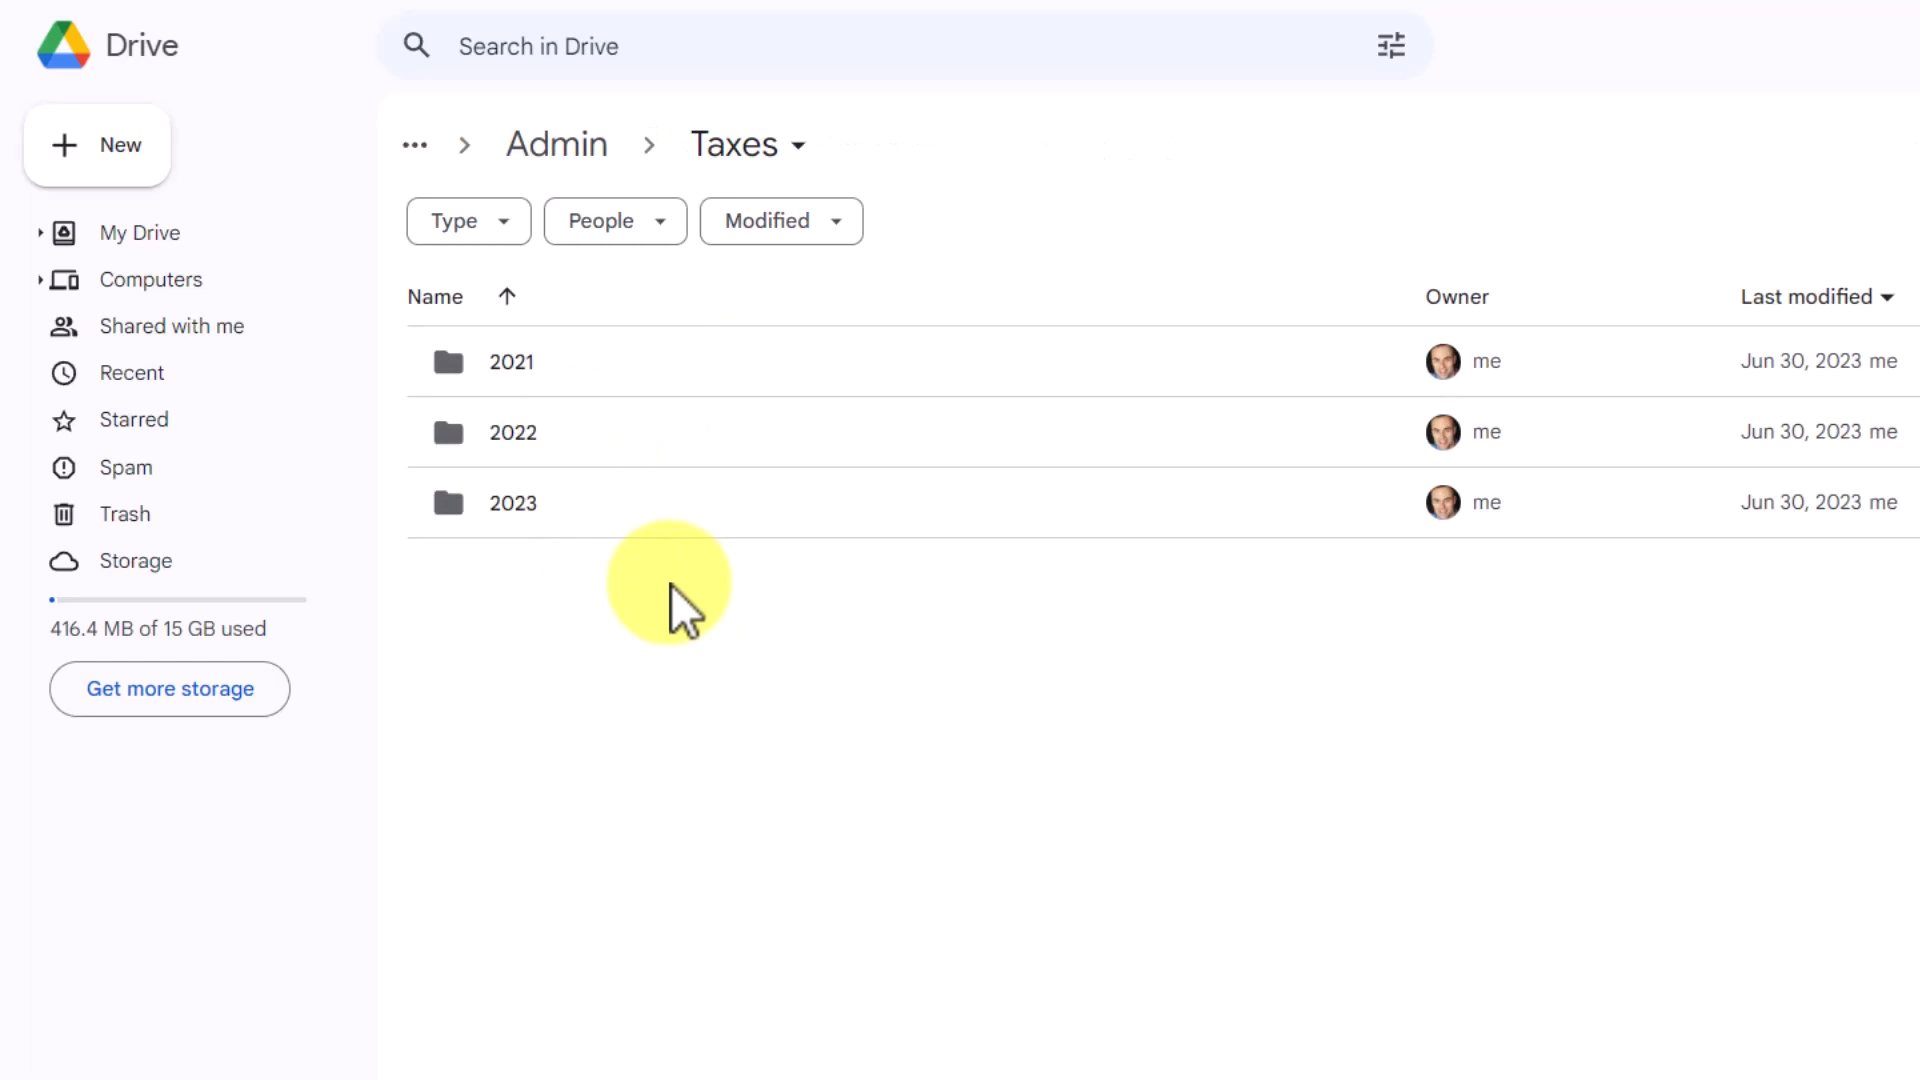 Drive
Search in Drive
New
Admin
Taxes
Type
People
Modified
My Drive
Computers
Shared with me
Recent
Starred
Spam
Trash
Storage
416.4 MB of 15 GB used
Get more storage
Name Owner Last modified
2021 me Jun 30, 2023 me
2022 me Jun 30, 2023 me
2023 me Jun 30, 2023 me